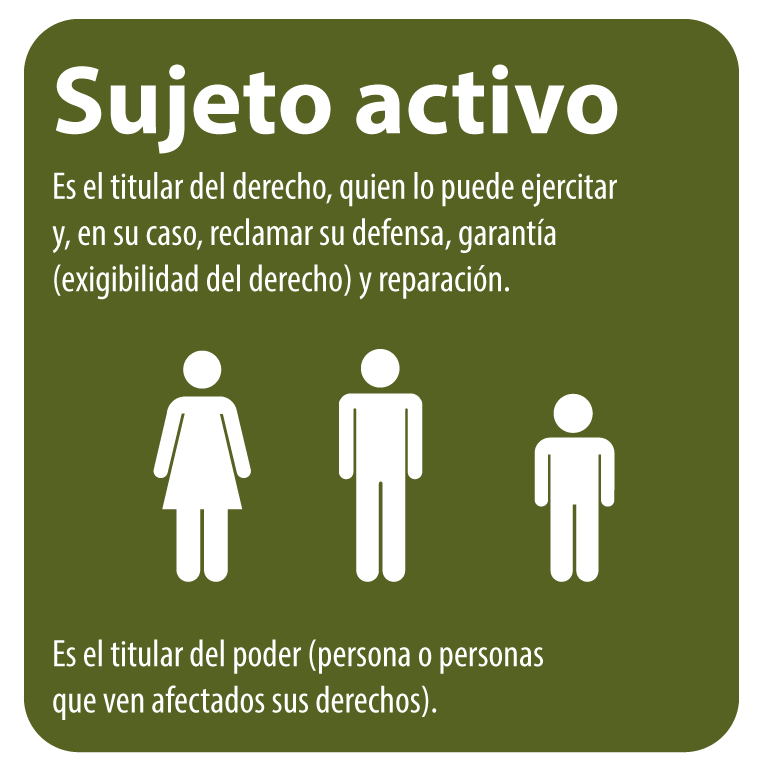 Sujeto activo
Es el titular del derecho, quien lo puede ejercitar
y, en su caso, reclamar su defensa, garantía
(exigibilidad del derecho) y reparación.
Es el titular del poder (persona o personas
que ven afectados sus derechos).